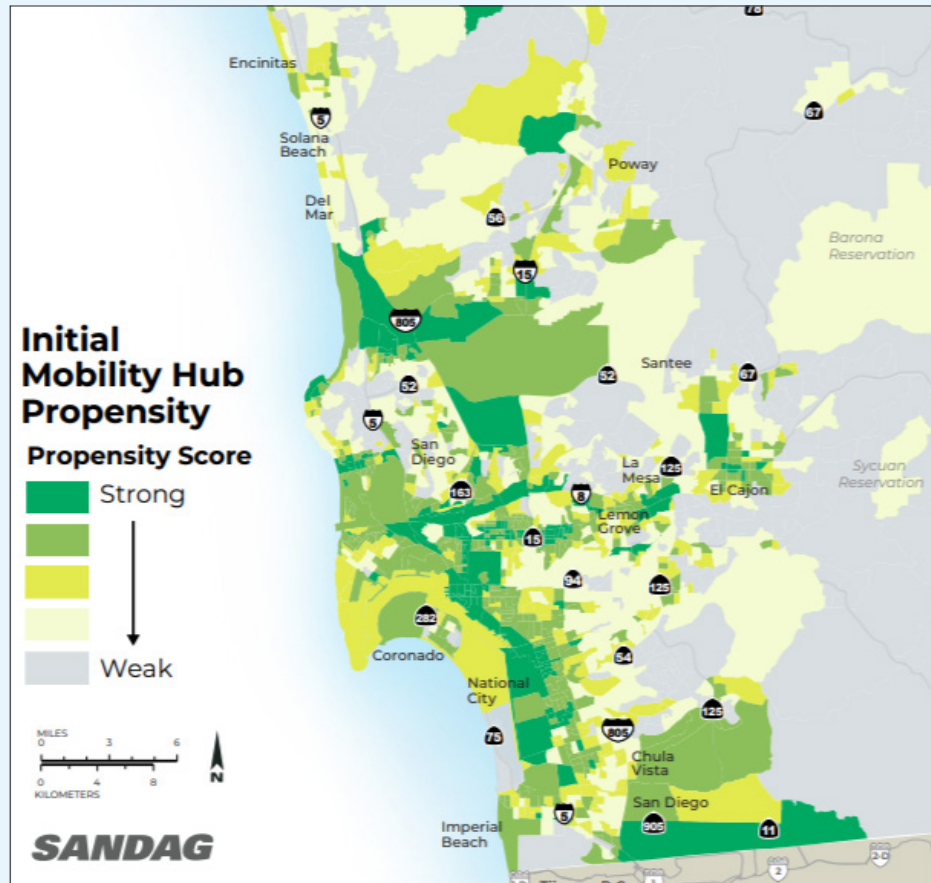 78
Encinitas
5
67
Solana
Beach
Poway
Del
Mar
56
Barona
Reservation
15
805
Initial
Mobility Hub
Propensity
Santee
52
67
52
5
Propensity Score
San
Diego
La
Mesa
125
Sycuan
Reservation
Strong
163
8
El Cajon
Lemon
Grove
15
94
125
282
Coronado
54
Weak
National
City
125
MILES
0 3 6
75
805
Chula
Vista
N
0 4 8
KILOMETERS
San Diego
5
905
11
Imperial
Beach
SANDAG
2-D
2